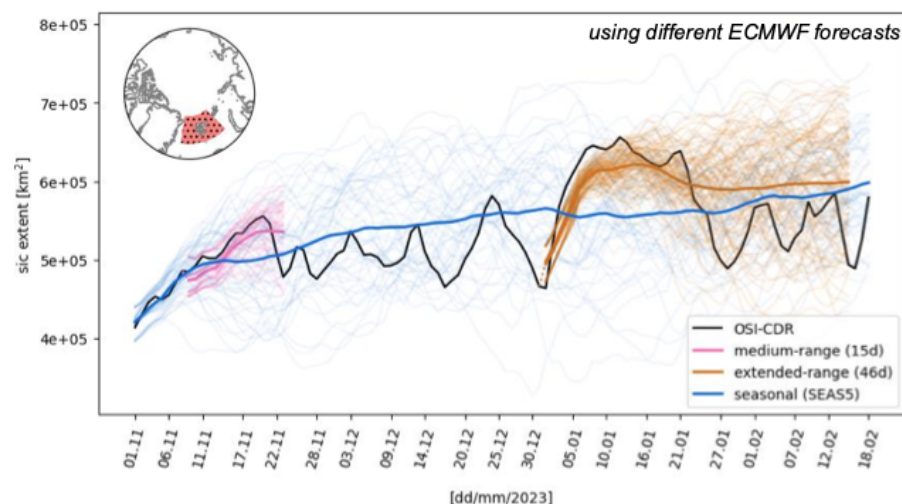 using different ECMWF forecasts
8e+05
7e+05
6e+05
5e+05
4e+05
sic extent [km²]
OSI-CDR
medium-range (15d)
extended-range (46d)
seasonal (SEAS5)
01.11
06.11
11.11
17.11
22.11
28.11
03.12
09.12
14.12
20.12
25.12
30.12
05.01
10.01
16.01
21.01
27.01
01.02
07.02
12.02
18.02
[dd/mm/2023]